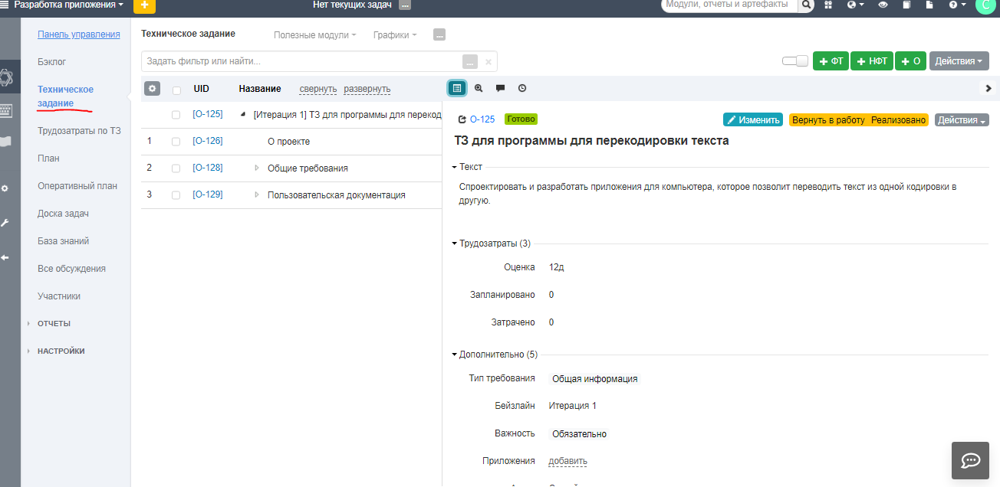 Разработка приложения
Нет текущих задач ...
Модули, отчеты и артефакты
С
Панель управления
Бэклог
Техническое
задание
Трудозатраты по ТЗ
План
Оперативный план
Доска задач
База знаний
Все обсуждения
Участники
ОТЧЕТЫ
НАСТРОЙКИ
Техническое задание
Полезные модули
Графики
...
Задать фильтр или найти...
...
ФТ
НФТ
О
Действия
UID
Название
свернуть
развернуть
[О-125]
[Итерация 1] ТЗ для программы для перекод
1
[О-126]
О проекте
2
[О-128]
Общие требования
3
[О-129]
Пользовательская документация
О-125
Готово
Изменить
Вернуть в работу
Реализовано
Действия
ТЗ для программы для перекодировки текста
Текст
Спроектировать и разработать приложения для компьютера, которое позволит переводить текст из одной кодировки в
другую.
Трудозатраты (3)
Оценка 12д
Запланировано 0
Затрачено 0
Дополнительно (5)
Тип требования Общая информация
Бейзлайн Итерация 1
Важность Обязательно
Приложения добавить